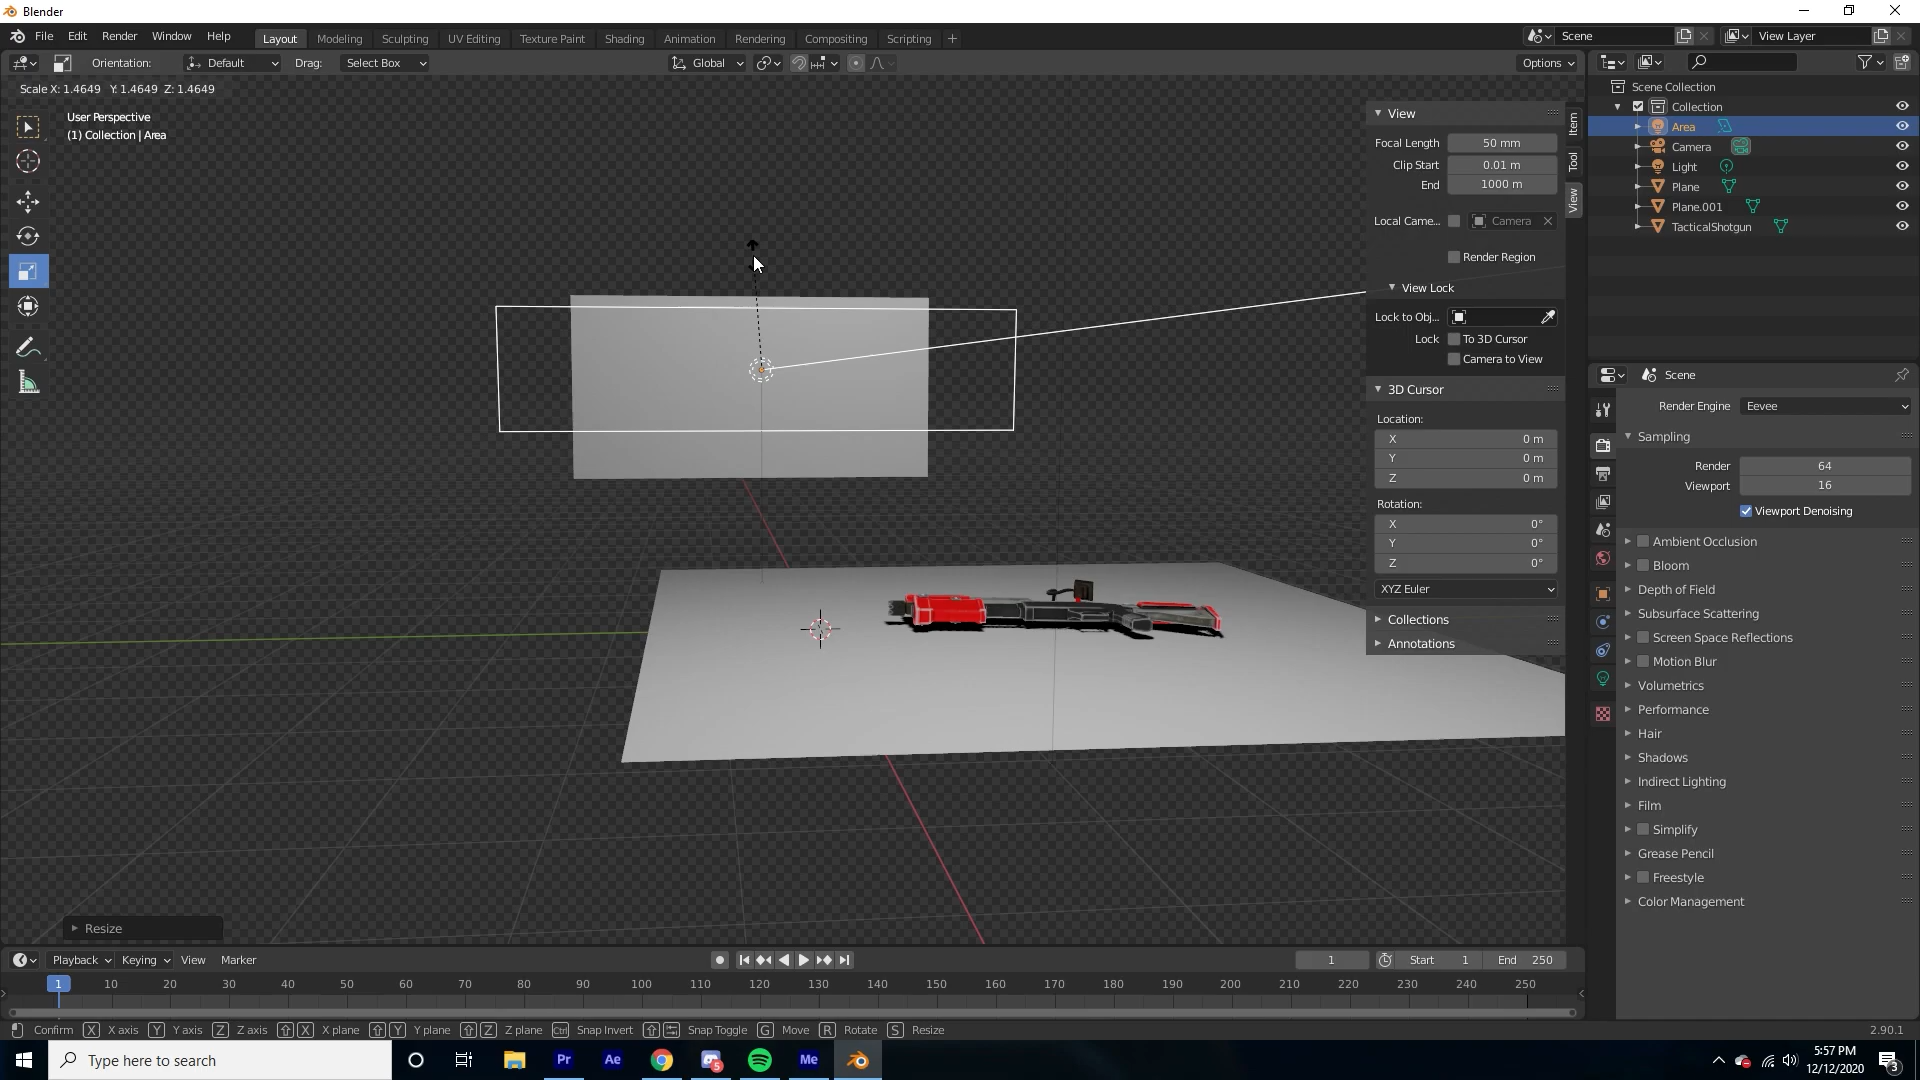 Blender
File Edit Render Window Help
Layout Modeling Sculpting UV Editing Texture Paint Shading Animation Rendering Compositing Scripting +
Scene
View Layer
Orientation: Default Drag: Select Box
Global
Options
Scale X: 1.4649 Y: 1.4649 Z: 1.4649
User Perspective
(1) Collection | Area
View
Focal Length 50 mm
Clip Start 0.01 m
End 1000 m
Local Came... Camera
Render Region
View Lock
Lock to Obj...
Lock To 3D Cursor
Camera to View
3D Cursor
Location:
X 0 m
Y 0 m
Z 0 m
Rotation:
X 0°
Y 0°
Z 0°
XYZ Euler
Collections
Annotations
Item
Tool
View
Scene Collection
Collection
Area
Camera
Light
Plane
Plane.001
TacticalShotgun
Scene
Render Engine Eevee
Sampling
Render 64
Viewport 16
Viewport Denoising
Ambient Occlusion
Bloom
Depth of Field
Subsurface Scattering
Screen Space Reflections
Motion Blur
Volumetrics
Performance
Hair
Shadows
Indirect Lighting
Film
Simplify
Grease Pencil
Freestyle
Color Management
Resize
Playback Keying View Marker
1
Start 1
End 250
1 10 20 30 40 50 60 70 80 90 100 110 120 130 140 150 160 170 180 190 200 210 220 230 240 250
Confirm X X axis Y Y axis Z Z axis X X plane Y Y plane Z Z plane Ctrl Snap Invert Snap Toggle G Move R Rotate S Resize
2.90.1
Type here to search
Pr
Ae
5
Me
5:57 PM
12/12/2020
3